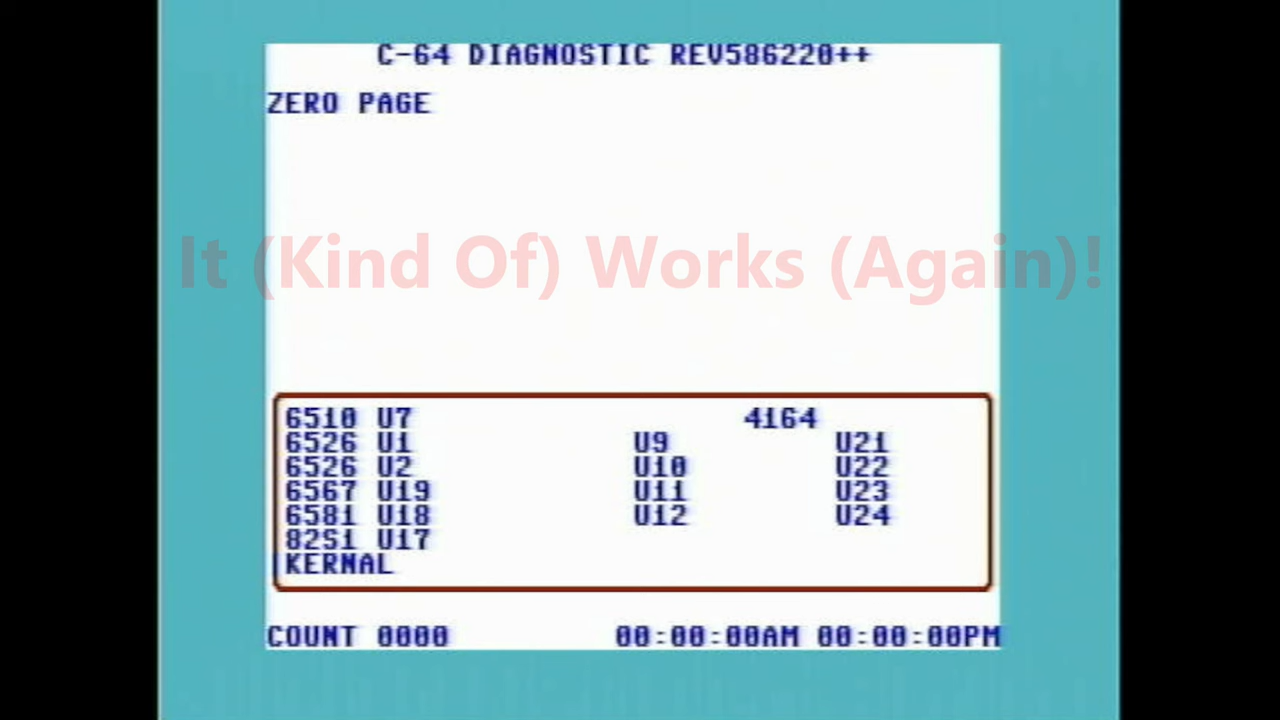 C-64 DIAGNOSTIC REV586220++
ZERO PAGE
It (Kind Of) Works (Again)!
6510 U7 4164
6526 U1 U9 U21
6526 U2 U10 U22
6567 U19 U11 U23
6581 U18 U12 U24
82S1 U17
KERNAL
COUNT 0000 00:00:00AM 00:00:00PM